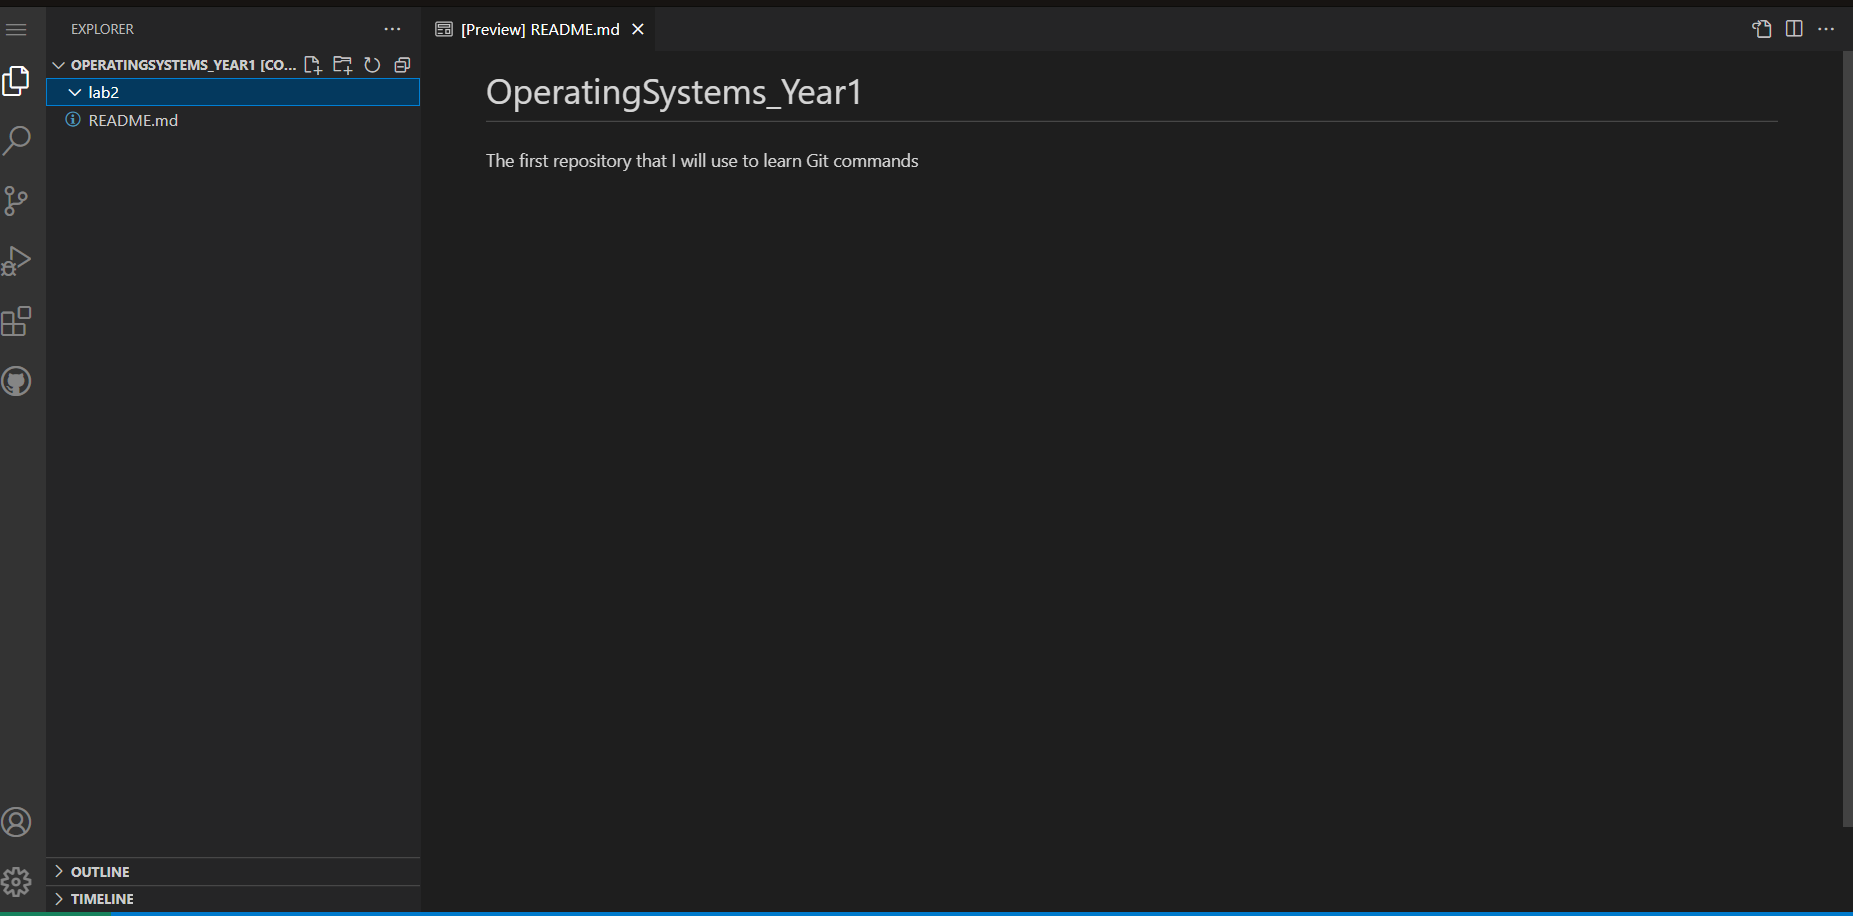 EXPLORER
[Preview] README.md
OPERATINGSYSTEMS_YEAR1 [CO...
lab2
README.md
OperatingSystems_Year1
The first repository that I will use to learn Git commands
OUTLINE
TIMELINE